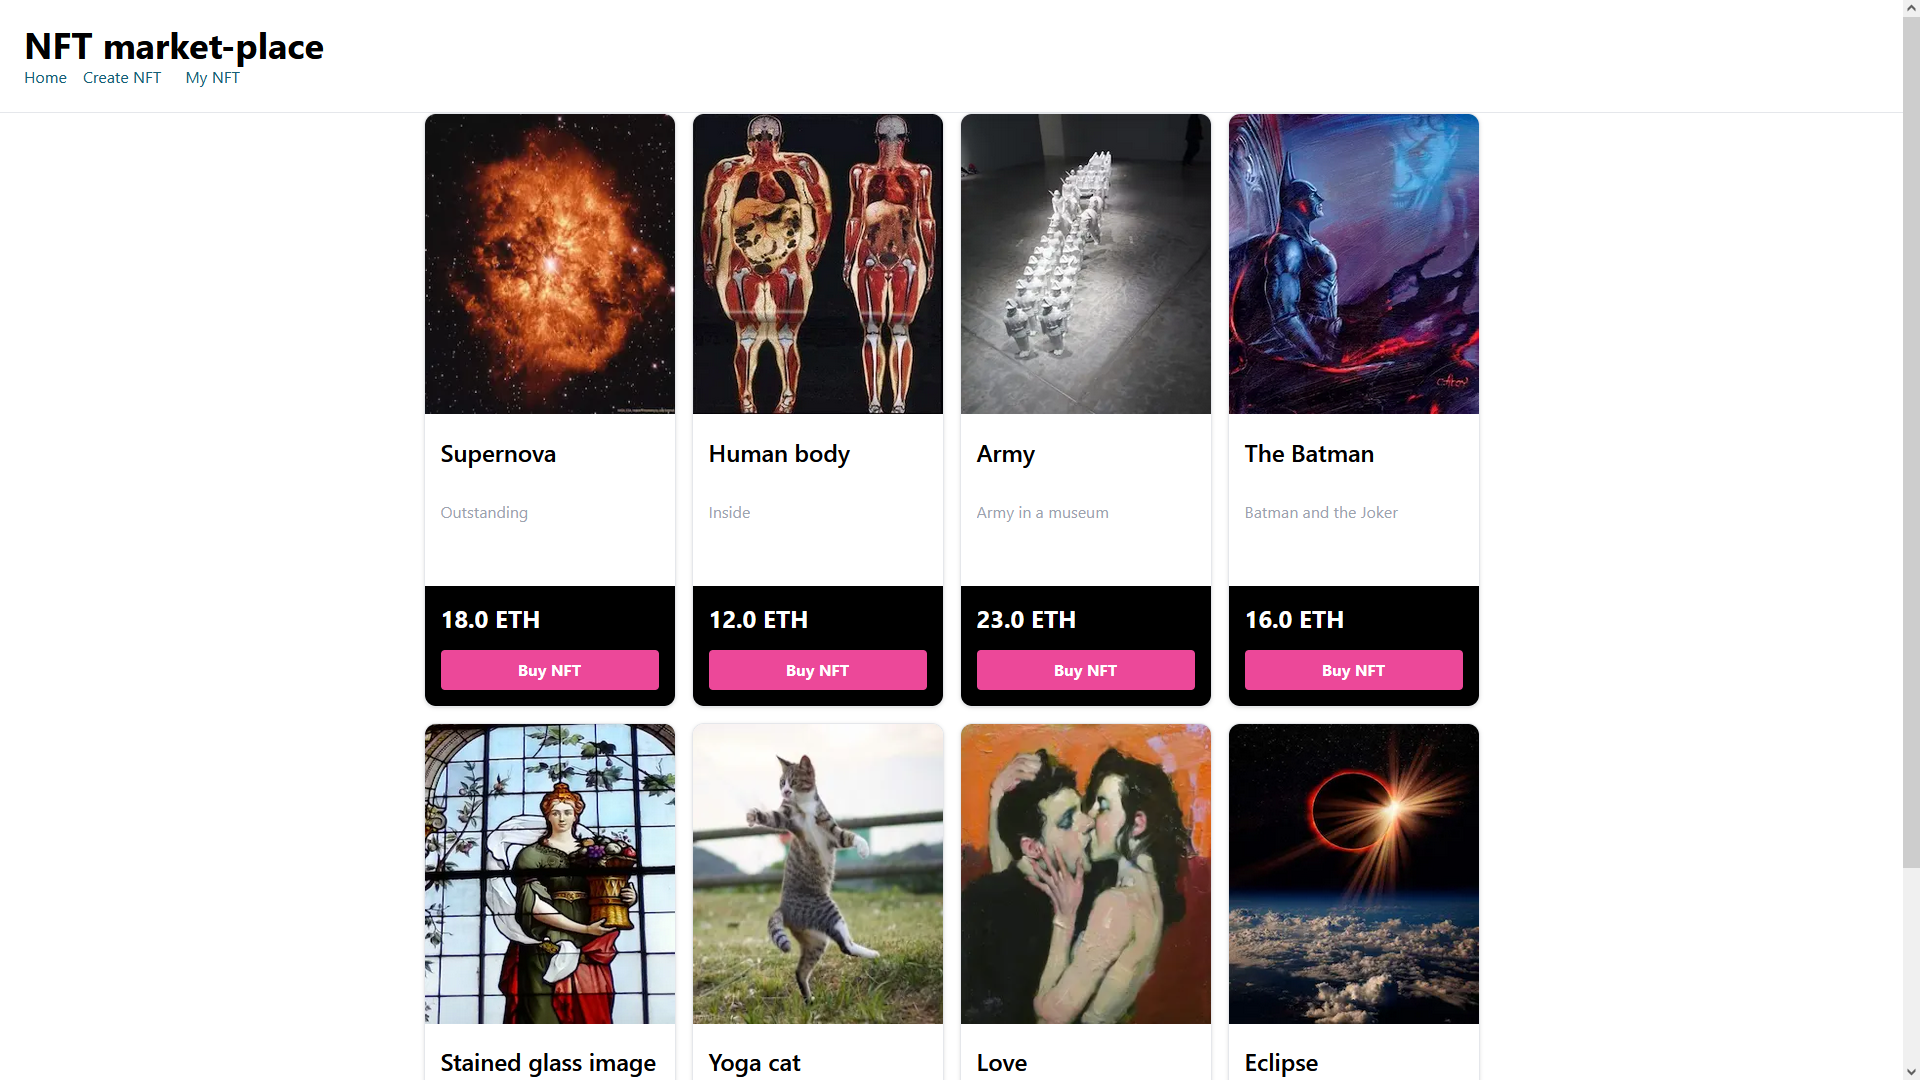 NFT market-place
Home Create NFT My NFT
Supernova
Outstanding
18.0 ETH
Buy NFT
Human body
Inside
12.0 ETH
Buy NFT
Army
Army in a museum
23.0 ETH
Buy NFT
The Batman
Batman and the Joker
16.0 ETH
Buy NFT
Stained glass image
Yoga cat
Love
Eclipse